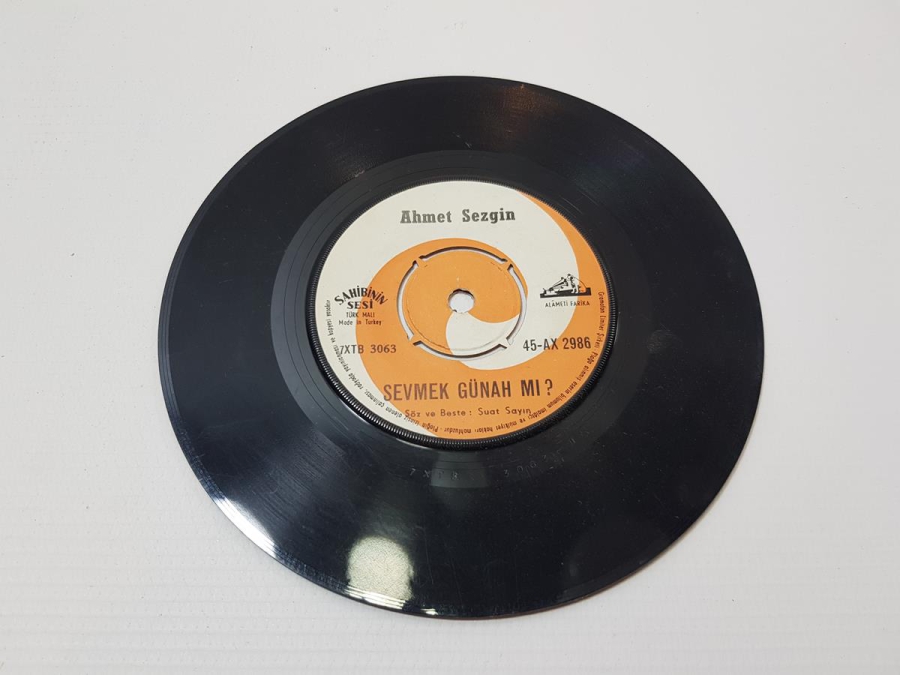 Ahmet Sezgin
SAHİBİNİN
SESİ
TÜRK MALI
Made in Turkey
ALÂMETİ FARİKA
7XTB 3063
45-AX 2986
SEVMEK GÜNAH MI?
Söz ve Beste: Suat Sayın